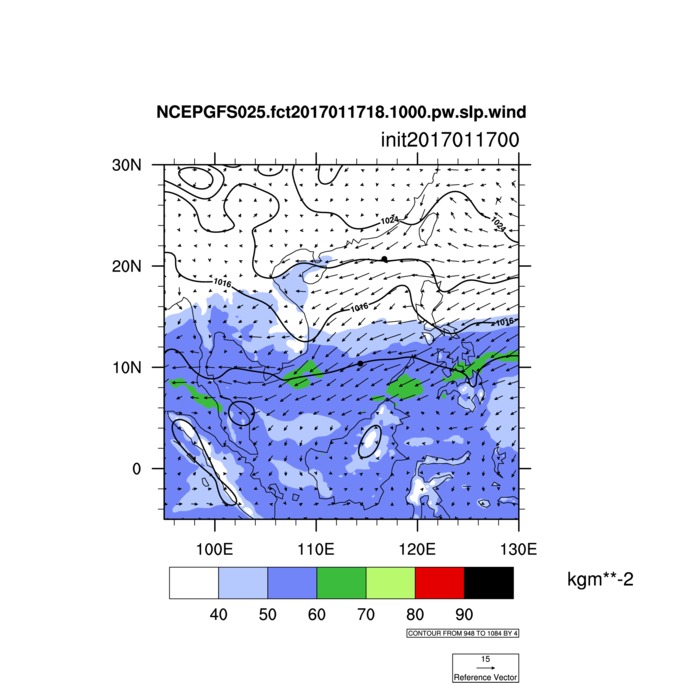 NCEPGFS025.fct2017011718.1000.pw.slp.wind
init2017011700
30N
1024
1024
20N
1016
1016
1016
10N
0
100E 110E 120E 130E
kgm**-2
40 50 60 70 80 90
CONTOUR FROM 948 TO 1084 BY 4
15
Reference Vector